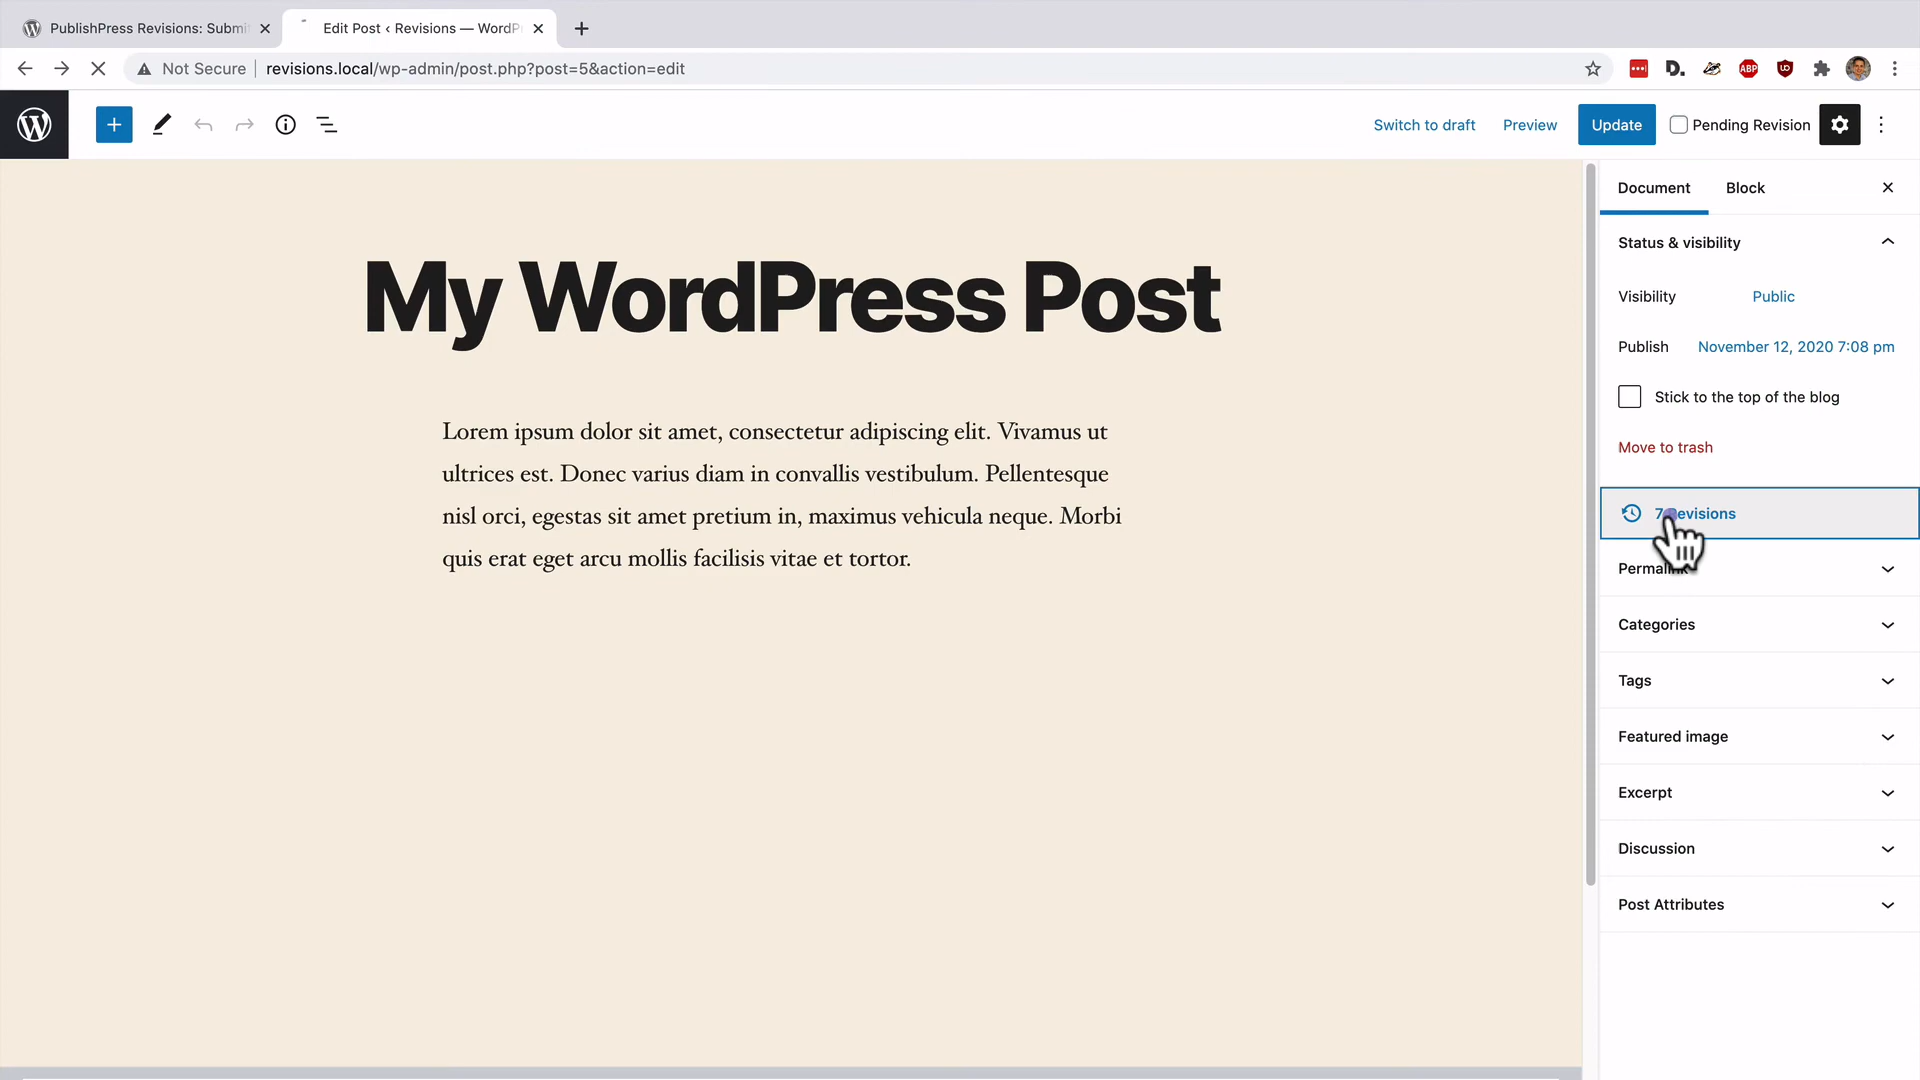 PublishPress Revisions: Submi
Edit Post ‹ Revisions — WordP
Not Secure
revisions.local/wp-admin/post.php?post=5&action=edit
ABP
Switch to draft
Preview
Update
Pending Revision
Document
Block
Status & visibility
Visibility
Public
Publish
November 12, 2020 7:08 pm
Stick to the top of the blog
Move to trash
7 Revisions
Permalink
Categories
Tags
Featured image
Excerpt
Discussion
Post Attributes
My WordPress Post
Lorem ipsum dolor sit amet, consectetur adipiscing elit. Vivamus ut
ultrices est. Donec varius diam in convallis vestibulum. Pellentesque
nisl orci, egestas sit amet pretium in, maximus vehicula neque. Morbi
quis erat eget arcu mollis facilisis vitae et tortor.